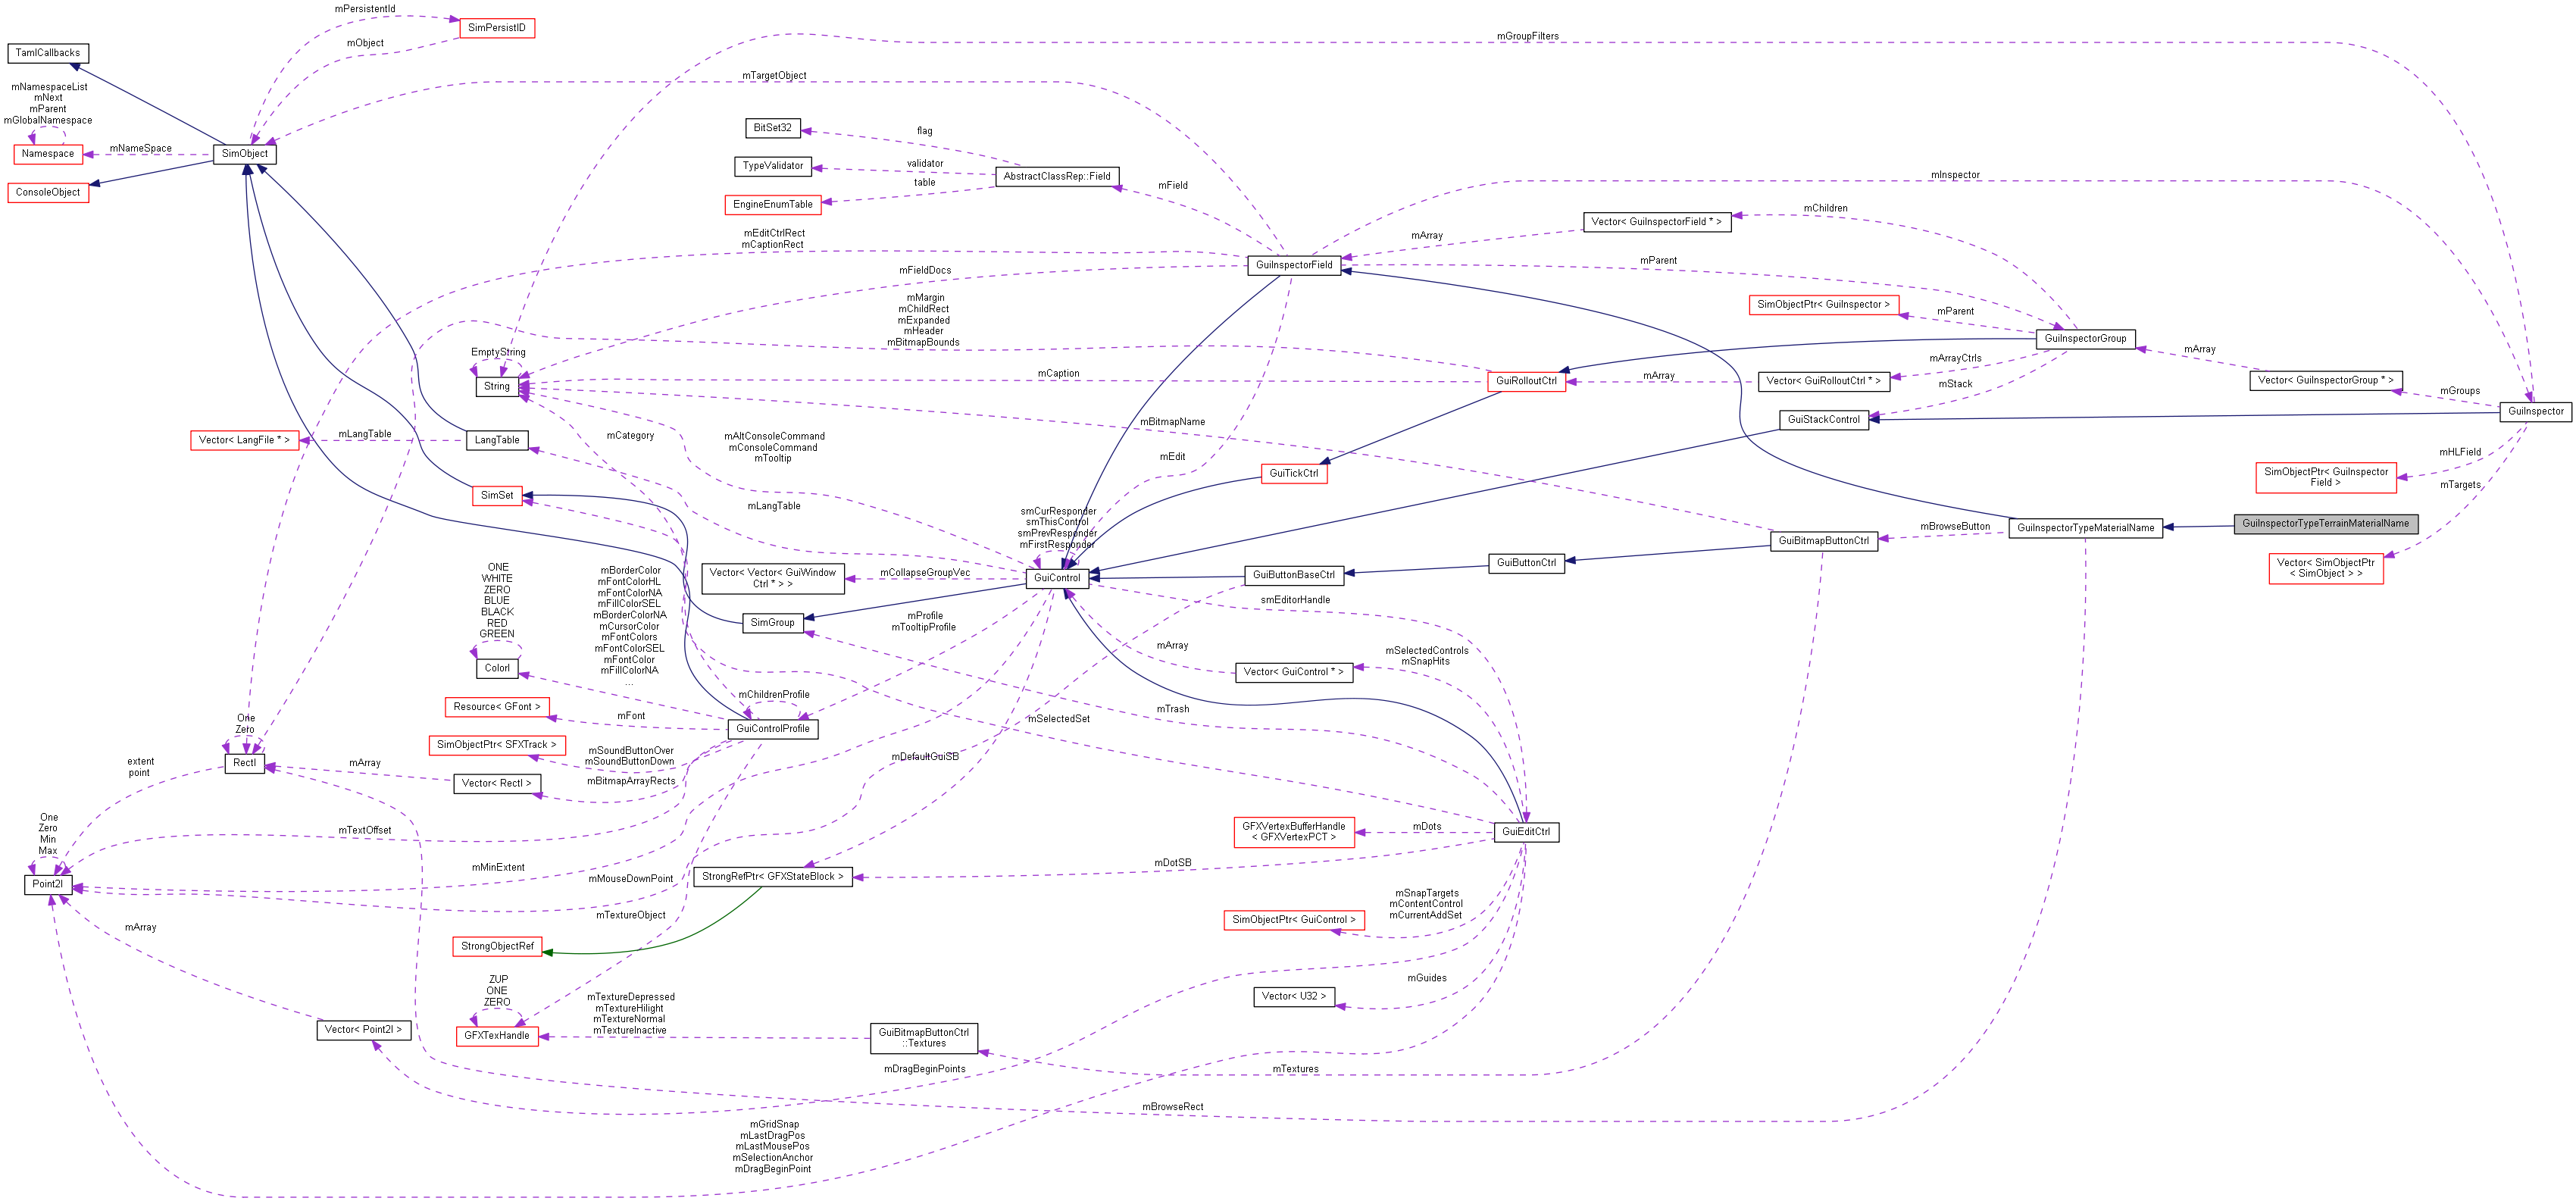 mPersistentId
SimPersistID
mObject
TamlCallbacks
mGroupFilters
mTargetObject
mNamespaceList
mNext
mParent
mGlobalNamespace
Namespace
mNameSpace
SimObject
ConsoleObject
BitSet32
flag
TypeValidator
validator
table
EngineEnumTable
AbstractClassRep::Field
mField
mInspector
mChildren
Vector< GuiInspectorField * >
mArray
mEditCtrlRect
mCaptionRect
GuiInspectorField
mFieldDocs
mParent
mMargin
mChildRect
mExpanded
mHeader
mBitmapBounds
SimObjectPtr< GuiInspector >
mParent
GuiInspectorGroup
EmptyString
String
mCaption
GuiRolloutCtrl
mArray
Vector< GuiRolloutCtrl * >
mArrayCtrls
mStack
mArray
Vector< GuiInspectorGroup * >
mGroups
GuiInspector
GuiStackControl
mBitmapName
Vector< LangFile * >
mLangTable
LangTable
mCategory
mAltConsoleCommand
mConsoleCommand
mTooltip
mEdit
GuiTickCtrl
mHLField
SimObjectPtr< GuiInspector
Field >
mTargets
SimSet
mLangTable
smCurResponder
smThisControl
smPrevResponder
mFirstResponder
GuiBitmapButtonCtrl
mBrowseButton
GuiInspectorTypeMaterialName
GuiInspectorTypeTerrainMaterialName
Vector< SimObjectPtr
< SimObject > >
Vector< Vector< GuiWindow
Ctrl * > >
mCollapseGroupVec
GuiControl
GuiButtonBaseCtrl
GuiButtonCtrl
ONE
WHITE
ZERO
BLUE
BLACK
RED
GREEN
ColorI
mBorderColor
mFontColorHL
mFontColorNA
mFillColorSEL
mBorderColorNA
mCursorColor
mFontColors
mFontColorSEL
mFontColor
mFillColorNA
...
SimGroup
mProfile
mTooltipProfile
smEditorHandle
mArray
Vector< GuiControl * >
mSelectedControls
mSnapHits
Resource< GFont >
mFont
mChildrenProfile
GuiControlProfile
mSelectedSet
mTrash
One
Zero
RectI
SimObjectPtr< SFXTrack >
mSoundButtonOver
mSoundButtonDown
mDefaultGuiSB
extent
point
mArray
Vector< RectI >
mBitmapArrayRects
One
Zero
Min
Max
Point2I
mTextOffset
mMinExtent
mMouseDownPoint
StrongRefPtr< GFXStateBlock >
mDotSB
GFXVertexBufferHandle
< GFXVertexPCT >
mDots
GuiEditCtrl
mTextureObject
SimObjectPtr< GuiControl >
mSnapTargets
mContentControl
mCurrentAddSet
mArray
StrongObjectRef
mGuides
Vector< U32 >
ZUP
ONE
ZERO
GFXTexHandle
mTextureDepressed
mTextureHilight
mTextureNormal
mTextureInactive
GuiBitmapButtonCtrl
::Textures
Vector< Point2I >
mDragBeginPoints
mTextures
mBrowseRect
mGridSnap
mLastDragPos
mLastMousePos
mSelectionAnchor
mDragBeginPoint